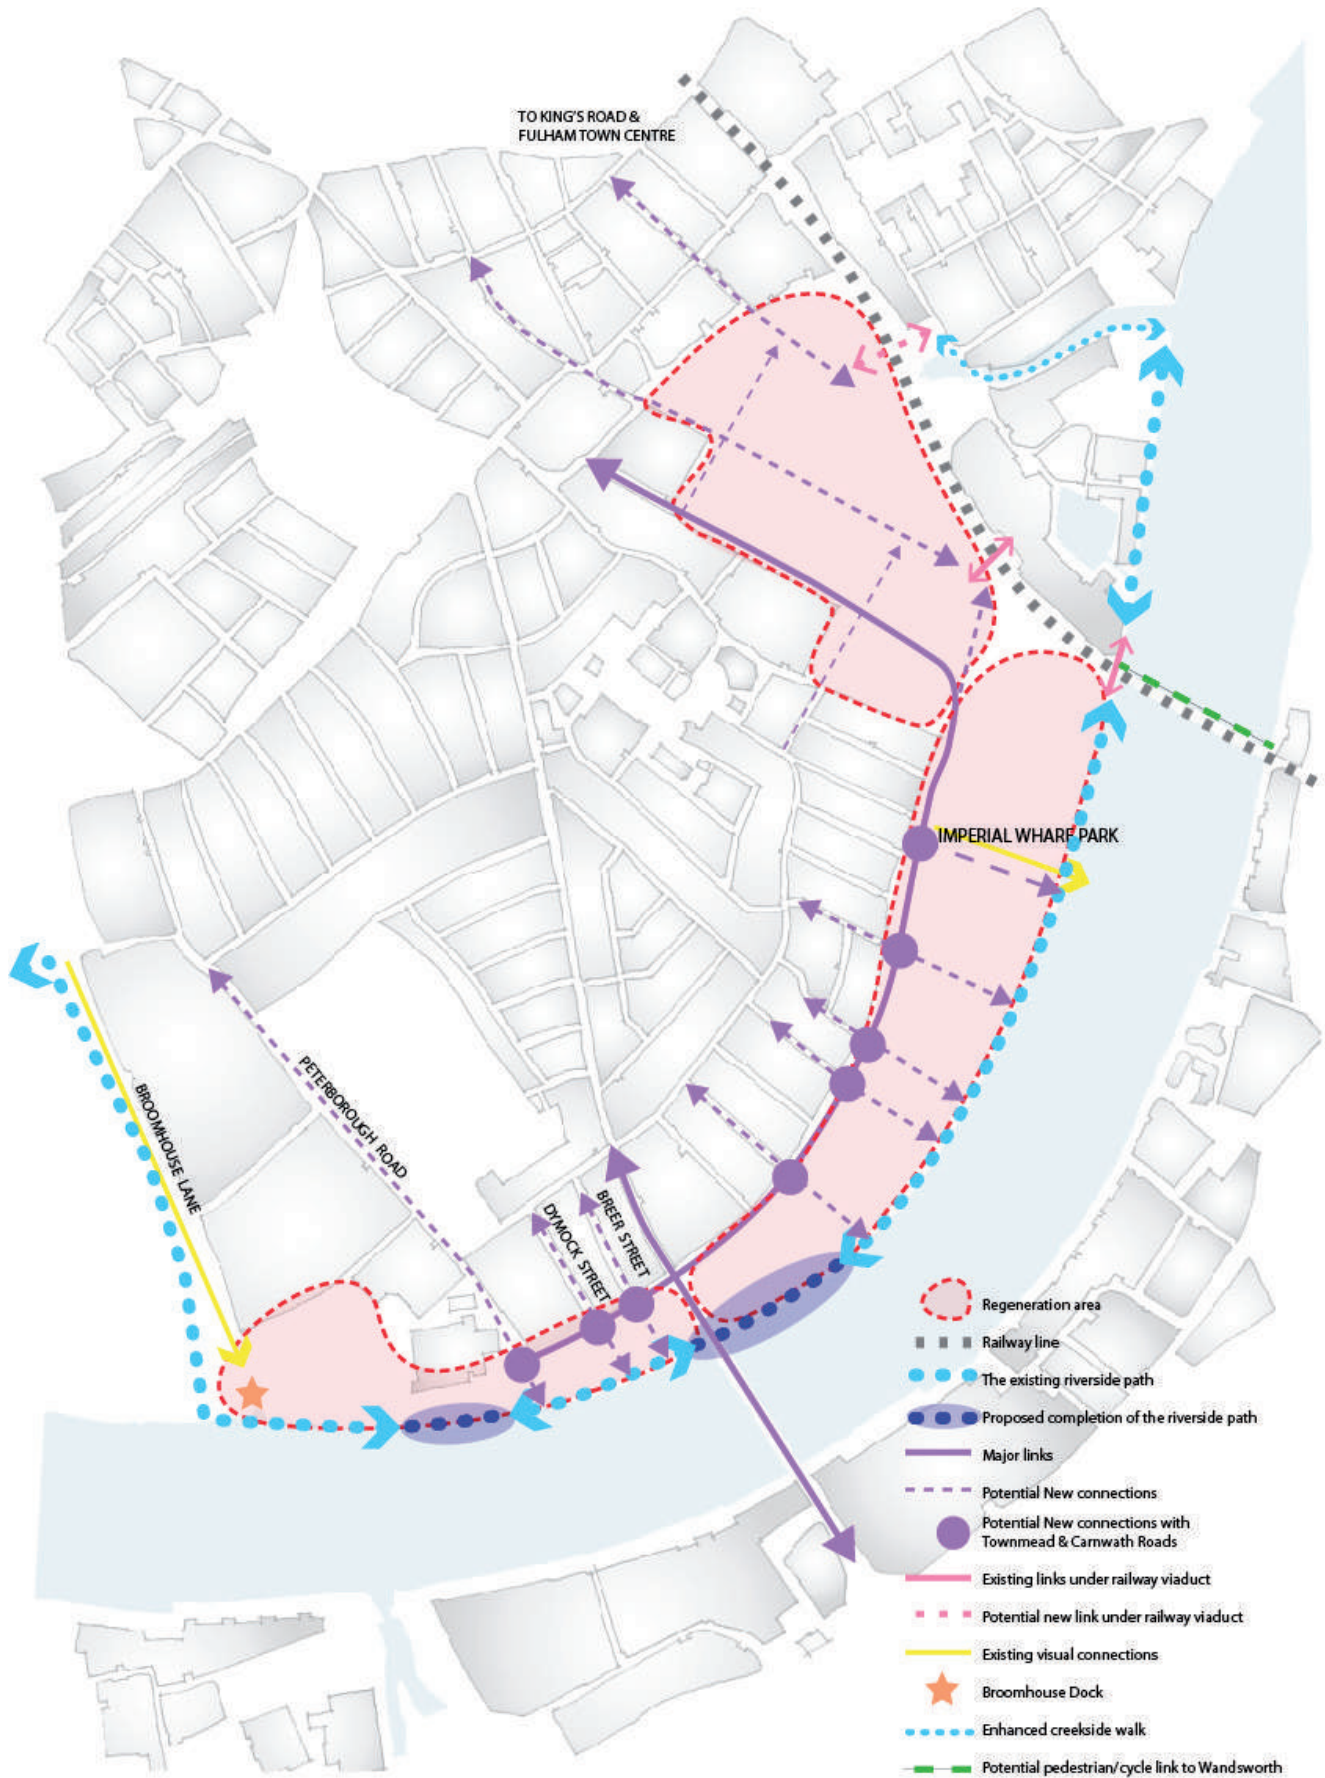 TO KING'S ROAD &
FULHAM TOWN CENTRE
IMPERIAL WHARF PARK
BROOMHOUSE LANE
PETERBOROUGH ROAD
DYMOCK STREET
BREER STREET
Regeneration area
Railway line
The existing riverside path
Proposed completion of the riverside path
Major links
Potential New connections
Potential New connections with
Townmead & Carnwath Roads
Existing links under railway viaduct
Potential new link under railway viaduct
Existing visual connections
Broomhouse Dock
Enhanced creekside walk
Potential pedestrian/cycle link to Wandsworth